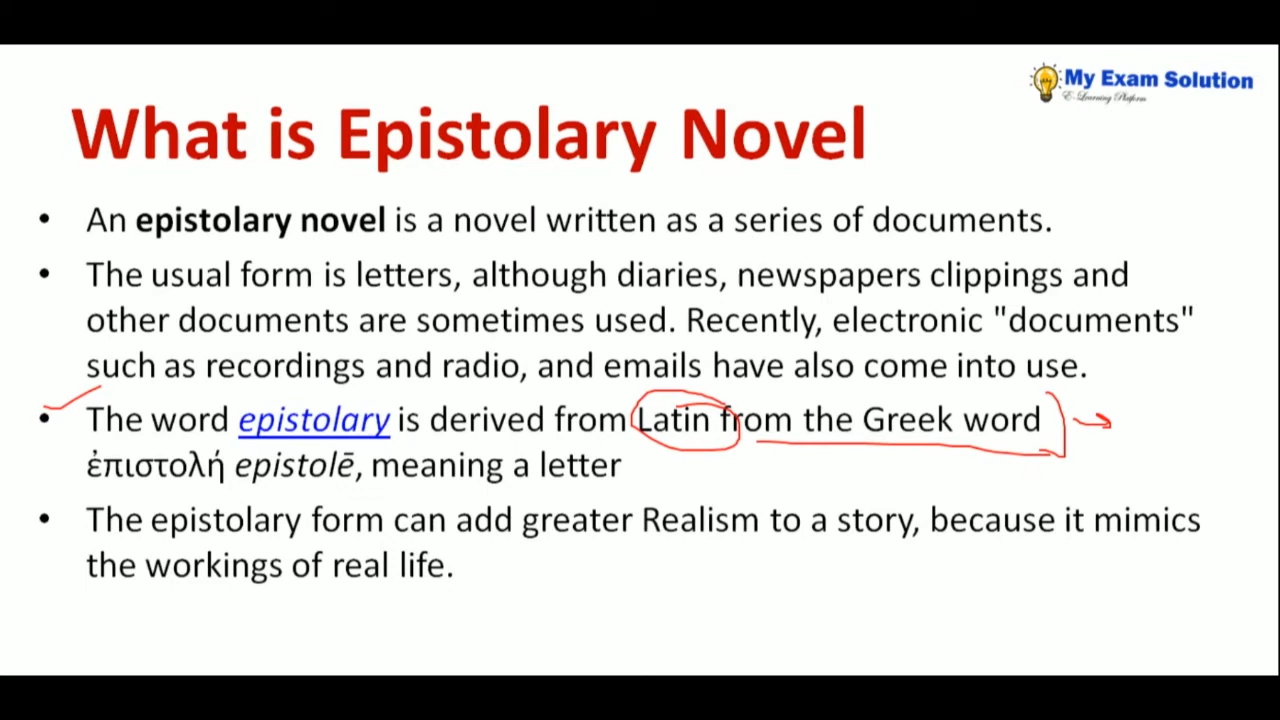 My Exam Solution
E-Learning Platform
What is Epistolary Novel
• An epistolary novel is a novel written as a series of documents.
• The usual form is letters, although diaries, newspapers clippings and
other documents are sometimes used. Recently, electronic "documents"
such as recordings and radio, and emails have also come into use.
• The word epistolary is derived from Latin from the Greek word
ἐπιστολή epistolē, meaning a letter
• The epistolary form can add greater Realism to a story, because it mimics
the workings of real life.